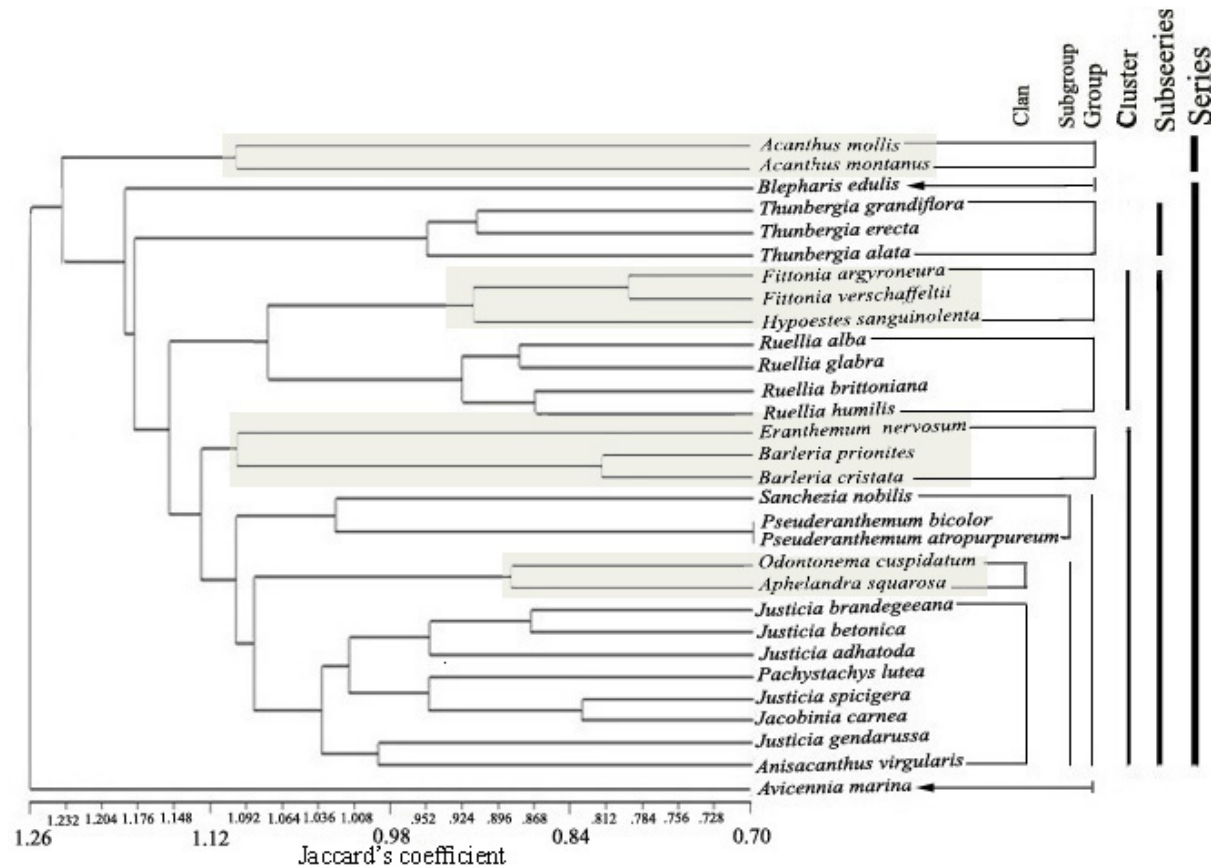 Clan
Subgroup
Group
Cluster
Subseeries
Series
Acanthus mollis
Acanthus montanus
Blepharis edulis
Thunbergia grandiflora
Thunbergia erecta
Thunbergia alata
Fittonia argyroneura
Fittonia verschaffeltii
Hypoestes sanguinolenta
Ruellia alba
Ruellia glabra
Ruellia brittoniana
Ruellia humilis
Eranthemum nervosum
Barleria prionites
Barleria cristata
Sanchezia nobilis
Pseuderanthemum bicolor
Pseuderanthemum atropurpureum
Odontonema cuspidatum
Aphelandra squarosa
Justicia brandegeeana
Justicia betonica
Justicia adhatoda
Pachystachys lutea
Justicia spicigera
Jacobinia carnea
Justicia gendarussa
Anisacanthus virgularis
Avicennia marina
1.232 1.204 1.176 1.148 1.092 1.064 1.036 1.008 .952 .924 .896 .868 .812 .784 .756 .728
1.26 1.12 0.98 0.84 0.70
Jaccard's coefficient